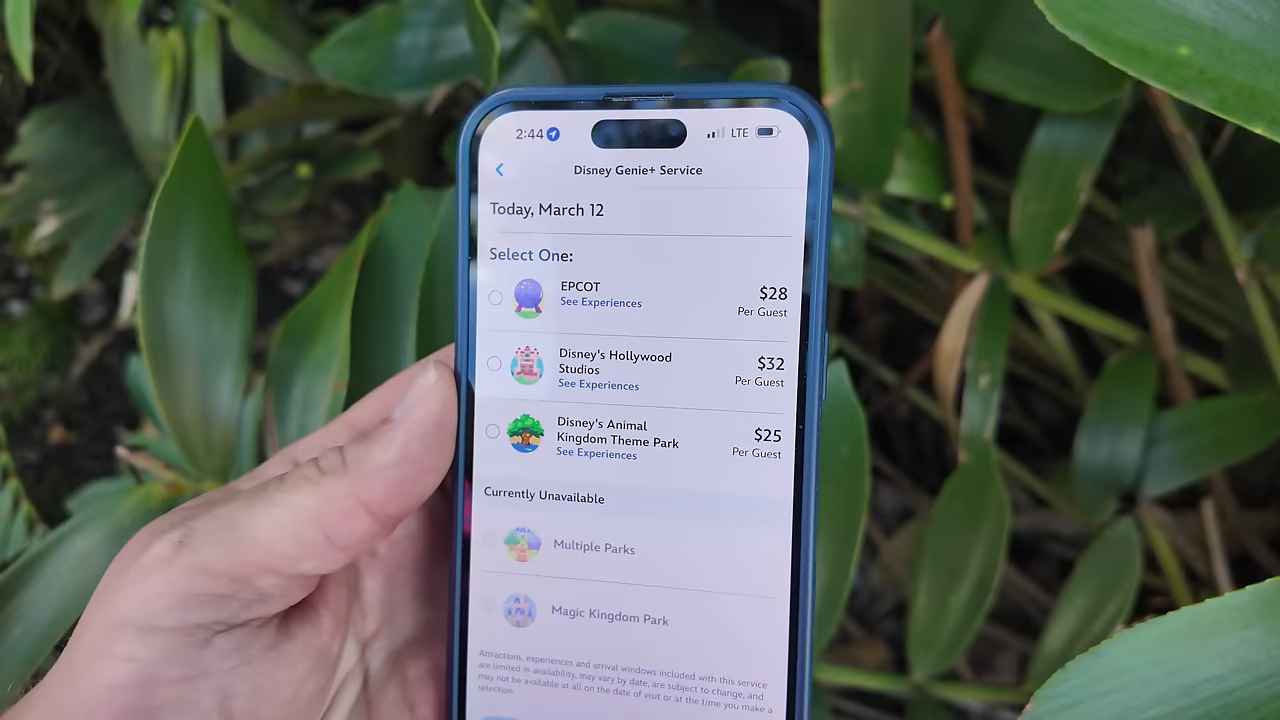 2:44
LTE
Disney Genie+ Service
Today, March 12
Select One:
EPCOT
See Experiences
$28
Per Guest
Disney's Hollywood
Studios
See Experiences
$32
Per Guest
Disney's Animal
Kingdom Theme Park
See Experiences
$25
Per Guest
Currently Unavailable
Multiple Parks
Magic Kingdom Park
Attractions, experiences and arrival windows included with this service
are limited in availability, may vary by date, are subject to change, and
may not be available at all on the date of visit or at the time you make a
selection.